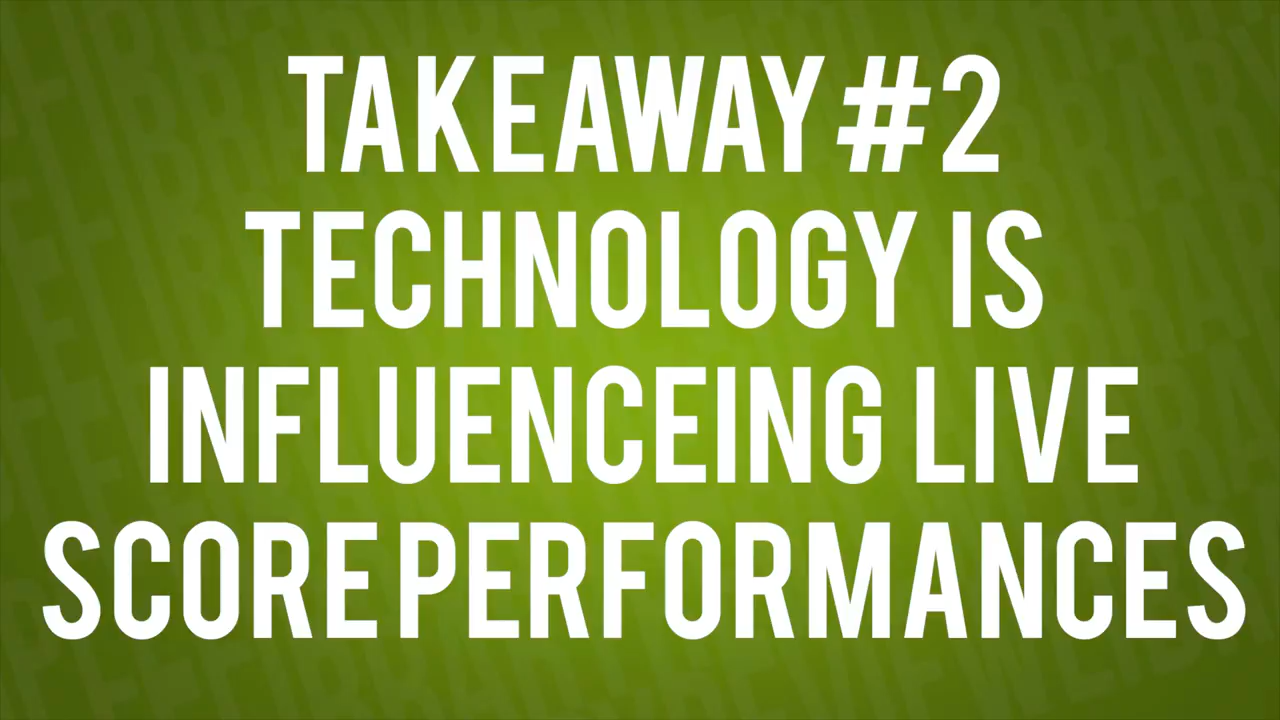 TAKEAWAY #2
TECHNOLOGY IS
INFLUENCEING LIVE
SCORE PERFORMANCES